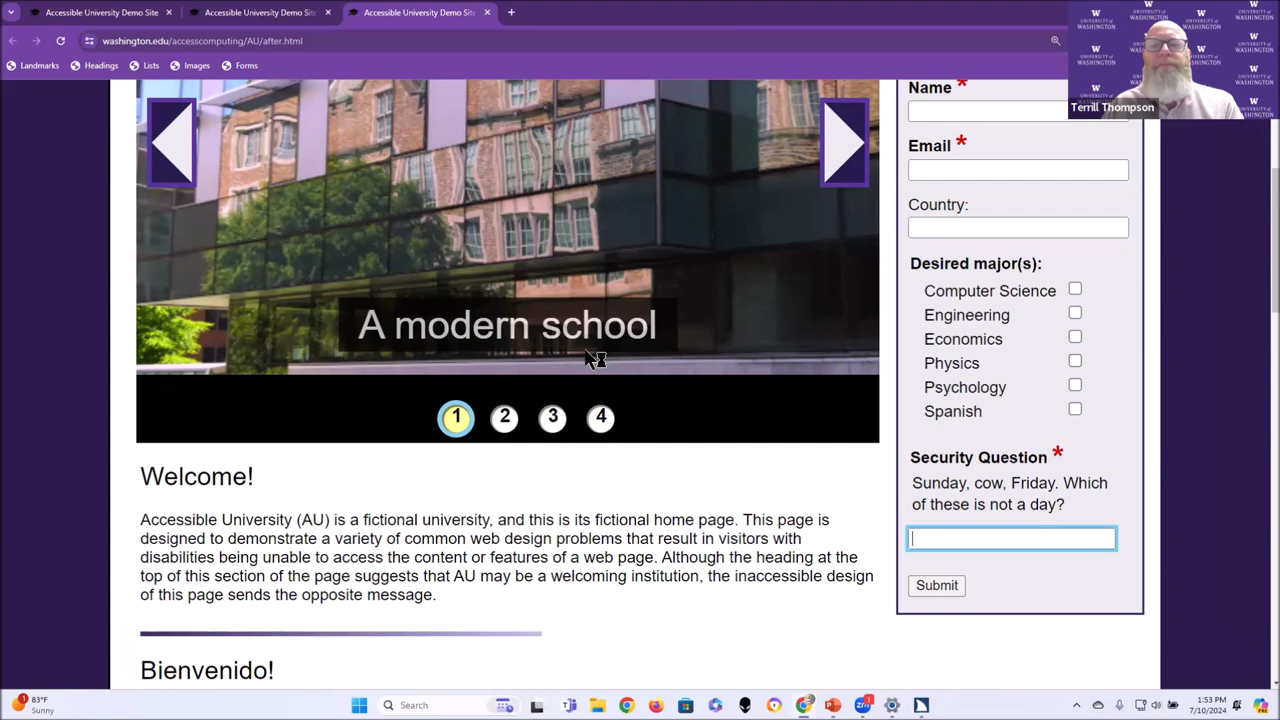 Accessible University Demo Site
Accessible University Demo Site
Accessible University Demo Site
washington.edu/accesscomputing/AU/after.html
Landmarks
Headings
Lists
Images
Forms
UNIVERSITY of WASHINGTON
Terrill Thompson
A modern school
1
2
3
4
Welcome!
Accessible University (AU) is a fictional university, and this is its fictional home page. This page is
designed to demonstrate a variety of common web design problems that result in visitors with
disabilities being unable to access the content or features of a web page. Although the heading at the
top of this section of the page suggests that AU may be a welcoming institution, the inaccessible design
of this page sends the opposite message.
Bienvenido!
Name *
Email *
Country:
Desired major(s):
Computer Science
Engineering
Economics
Physics
Psychology
Spanish
Security Question *
Sunday, cow, Friday. Which
of these is not a day?
Submit
1
83°F
Sunny
Search
1:53 PM
7/10/2024